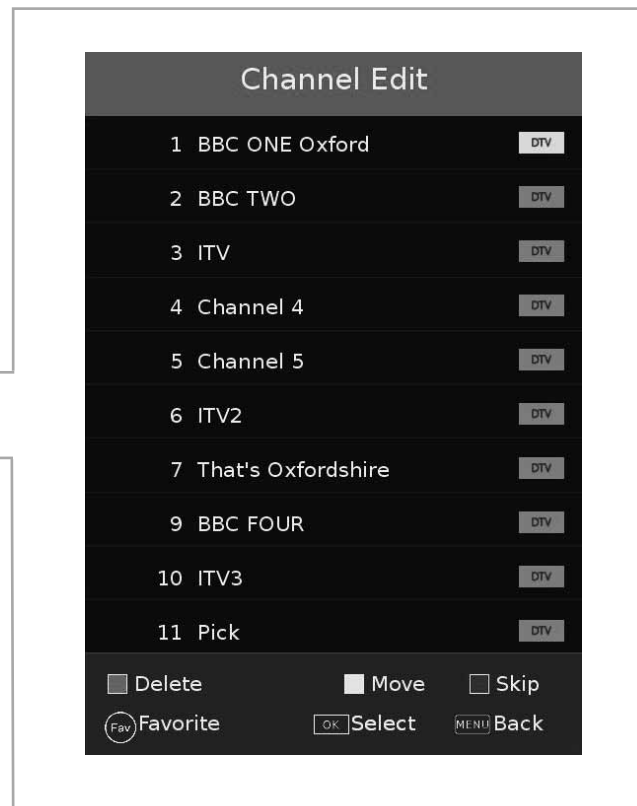 Channel Edit
1 BBC ONE Oxford DTV
2 BBC TWO DTV
3 ITV DTV
4 Channel 4 DTV
5 Channel 5 DTV
6 ITV2 DTV
7 That's Oxfordshire DTV
9 BBC FOUR DTV
10 ITV3 DTV
11 Pick DTV
Delete Move Skip
Fav Favorite OK Select MENU Back